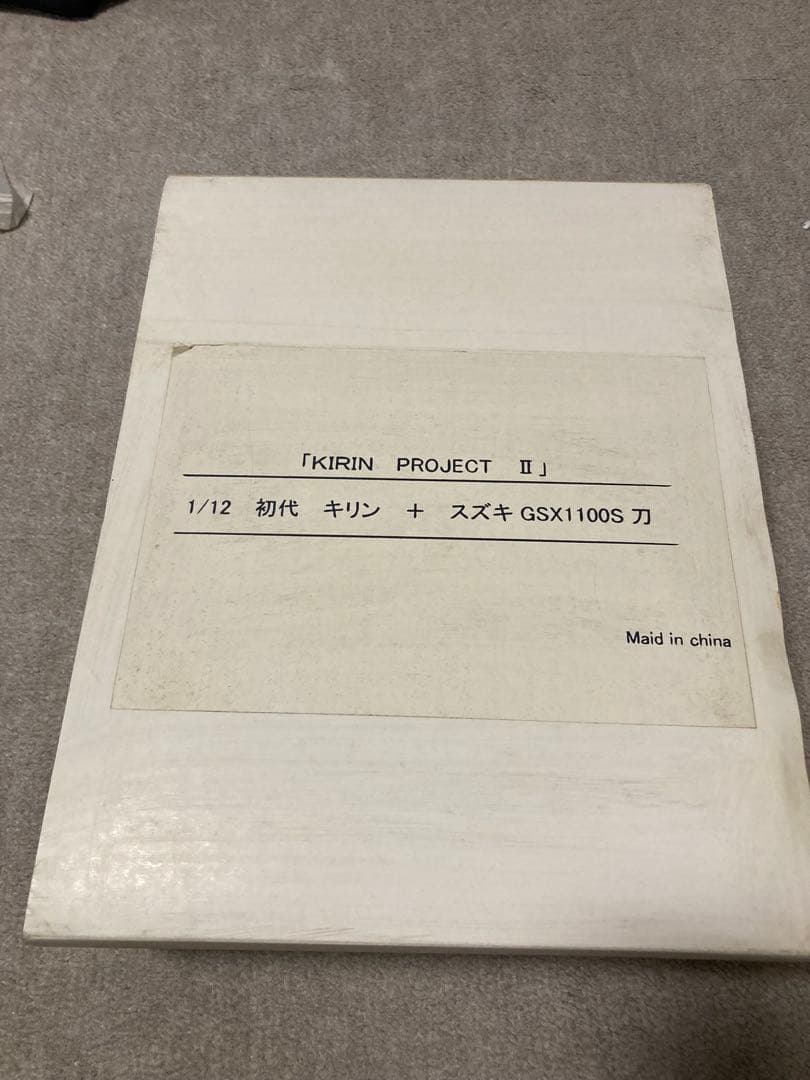 「KIRIN PROJECT Ⅱ」
1/12 初代 キリン + スズキ GSX1100S 刀
Maid in china